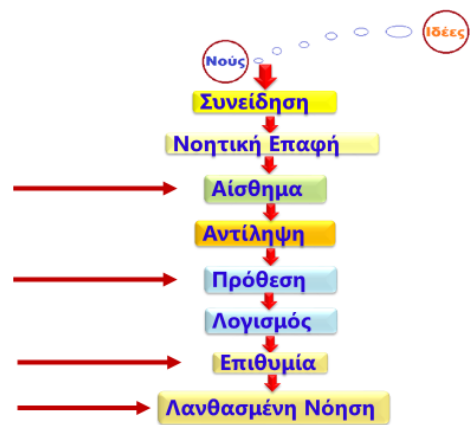 Ιδέες
Νούς
Συνείδηση
Νοητική Επαφή
Αίσθημα
Αντίληψη
Πρόθεση
Λογισμός
Επιθυμία
Λανθασμένη Νόηση